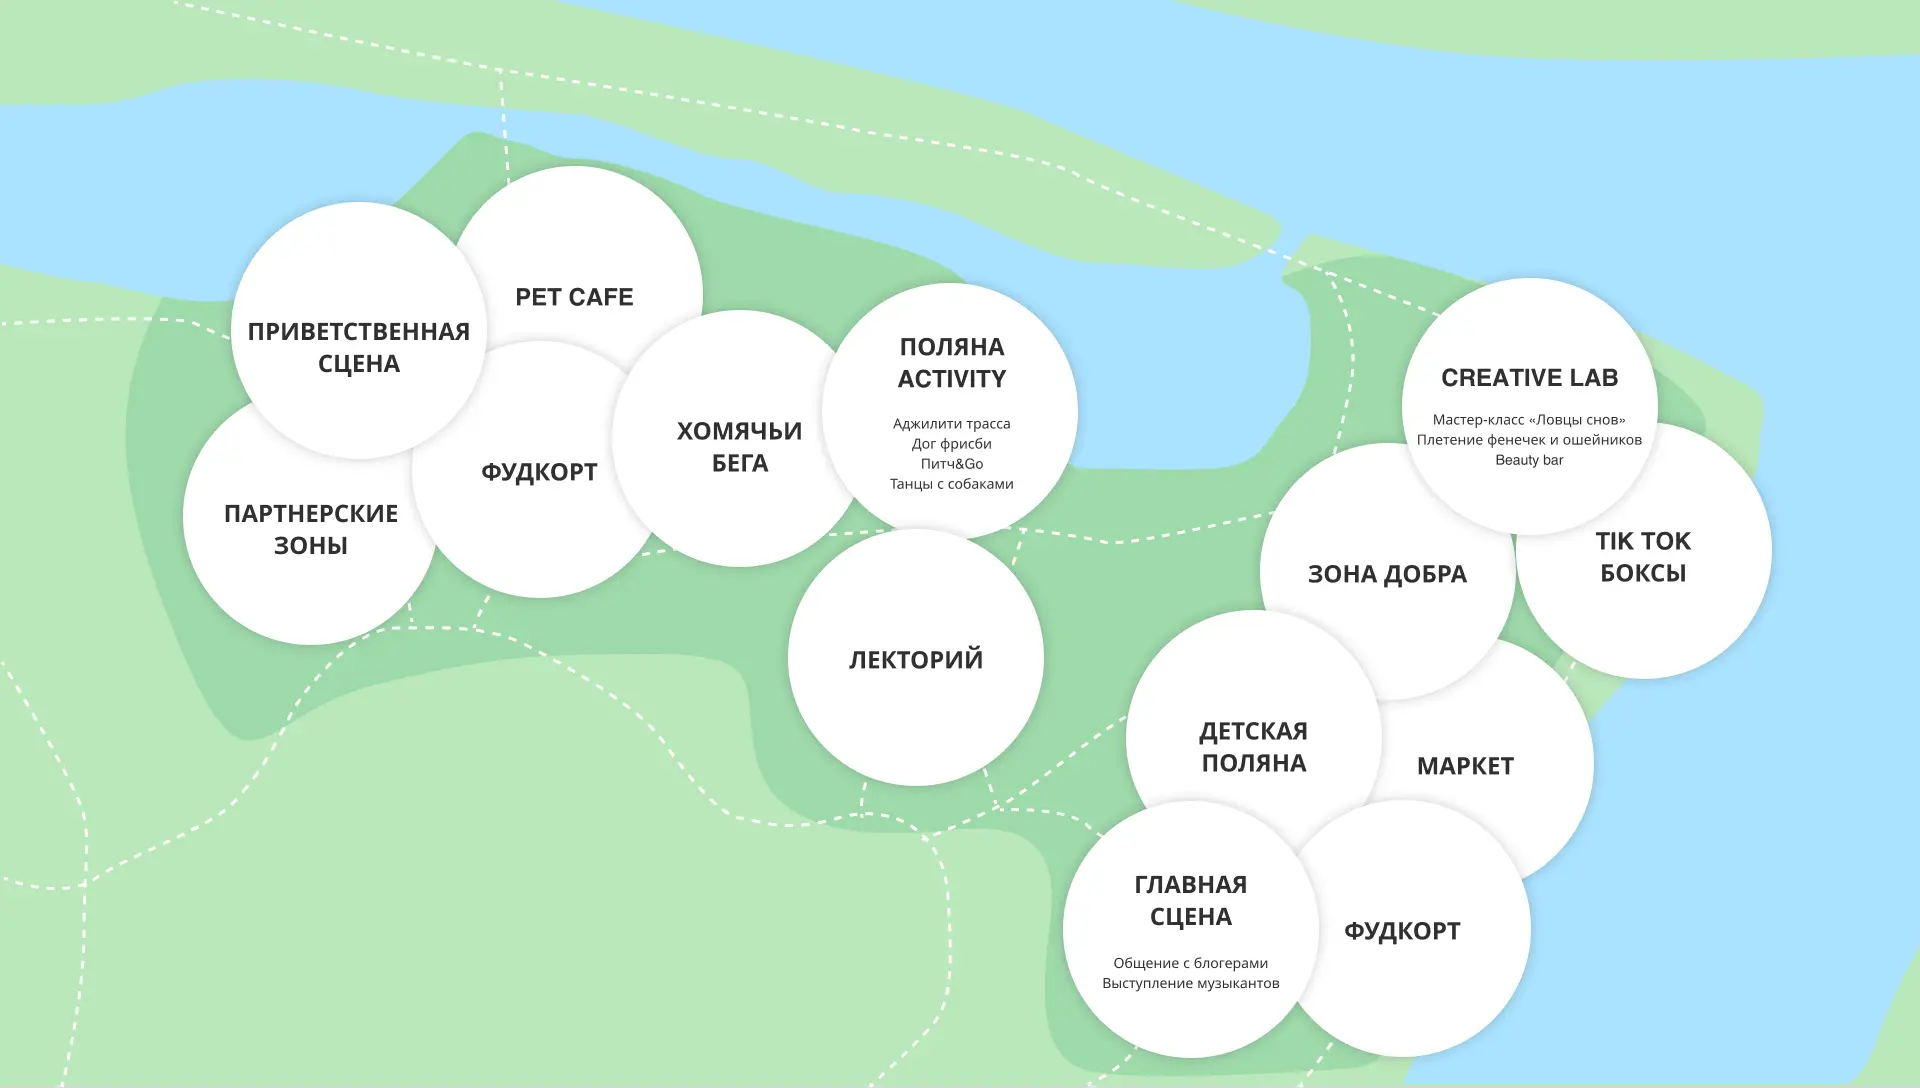 PET CAFE
ПРИВЕТСТВЕННАЯ
СЦЕНА
ПАРТНЕРСКИЕ
ЗОНЫ
ФУДКОРТ
ХОМЯЧЬИ
БЕГА
ПОЛЯНА
ACTIVITY
Аджилити трасса
Дог фрисби
Питч&Go
Танцы с собаками
ЛЕКТОРИЙ
CREATIVE LAB
Мастер-класс «Ловцы снов»
Плетение фенечек и ошейников
Beauty bar
TIK TOK
БОКСЫ
ЗОНА ДОБРА
ДЕТСКАЯ
ПОЛЯНА
МАРКЕТ
ГЛАВНАЯ
СЦЕНА
Общение с блогерами
Выступление музыкантов
ФУДКОРТ